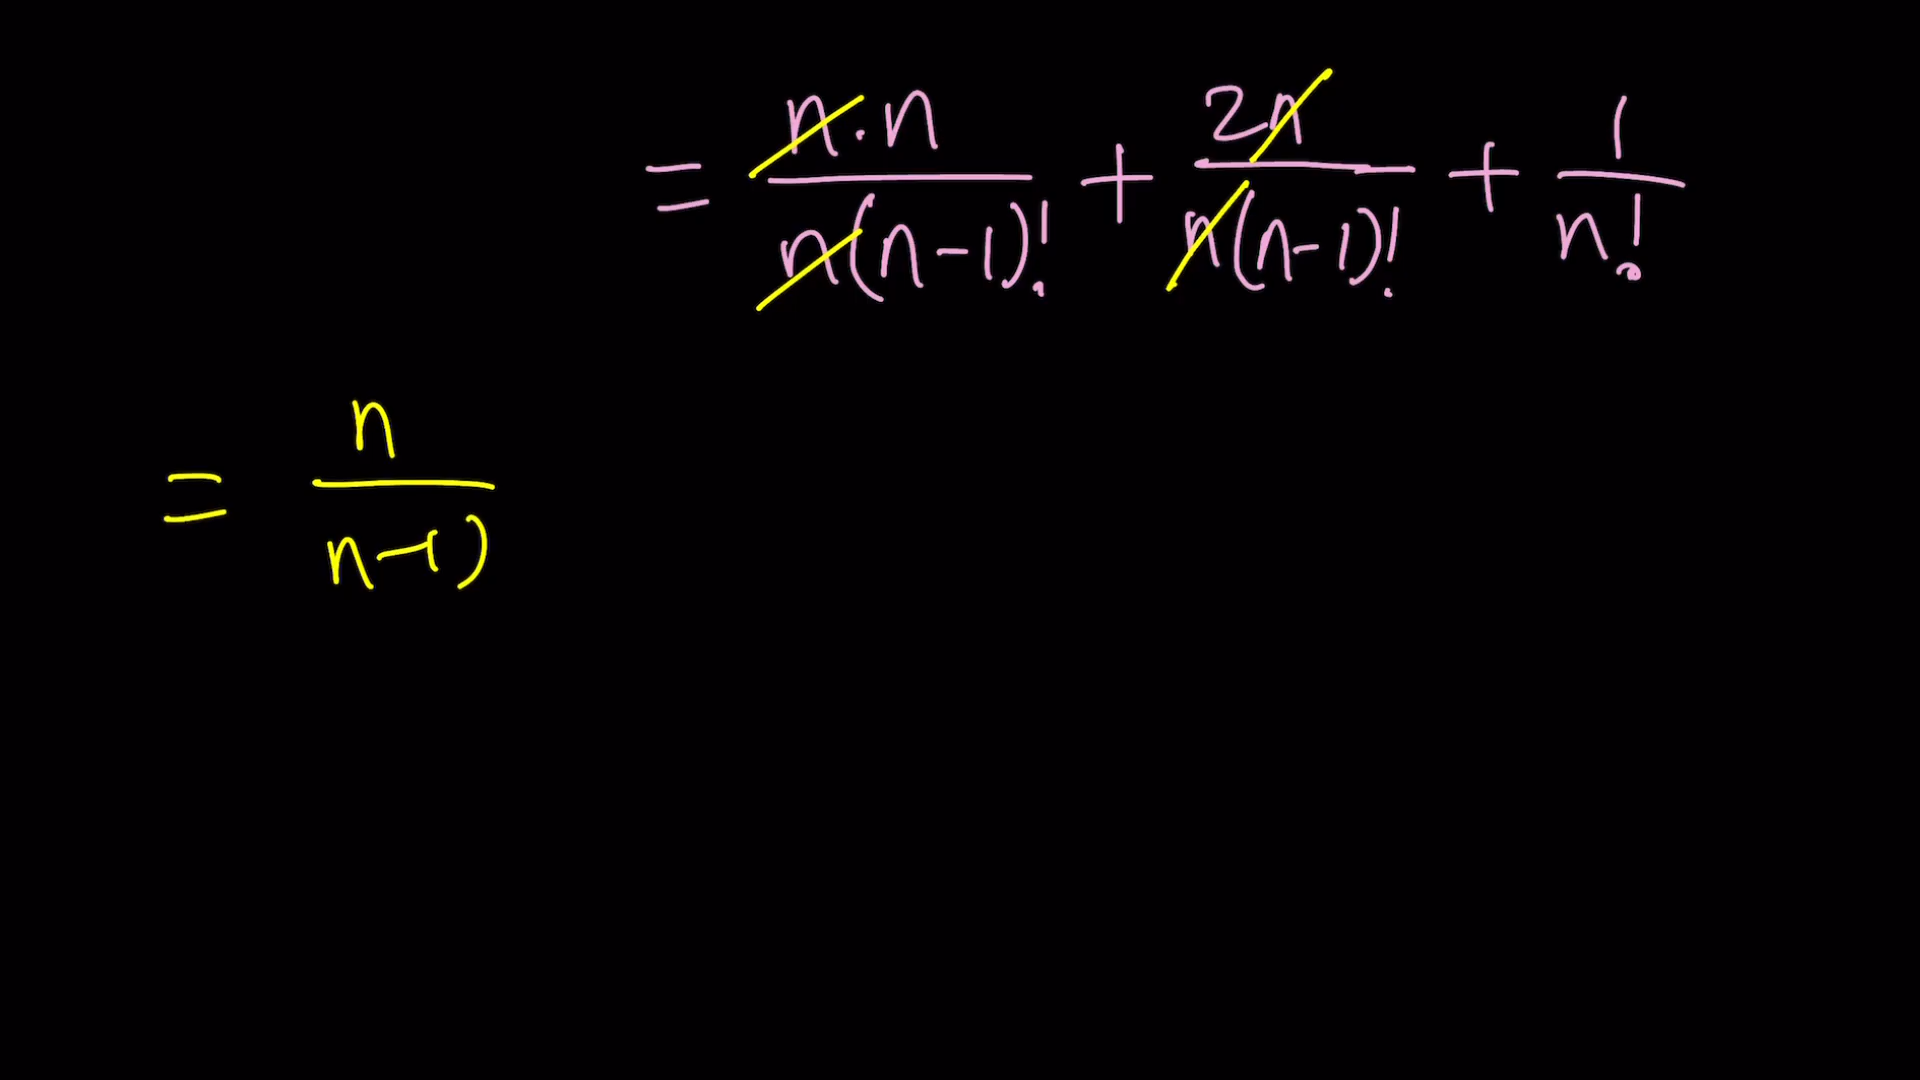 = n·n/n(n-1)! + 2n/n(n-1)! + 1/n!
= n/n-1)